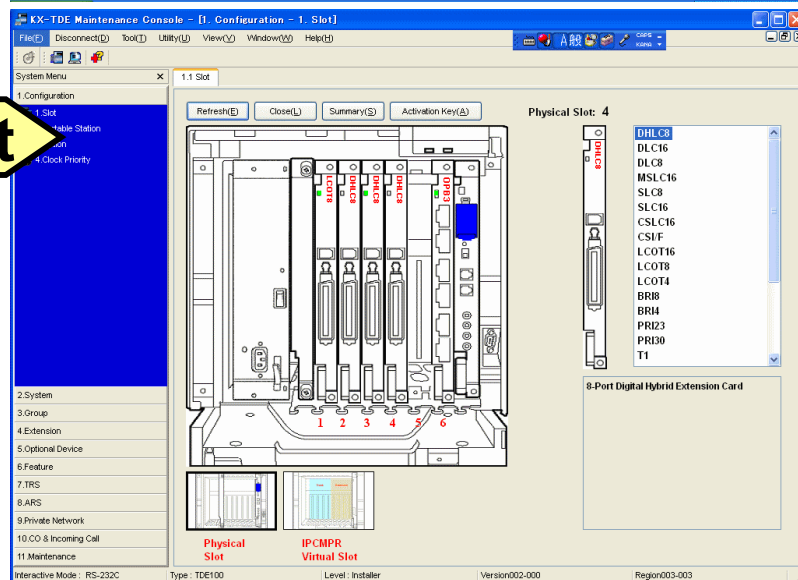 KX-TDE Maintenance Console - [1. Configuration - 1. Slot]
File(F) Disconnect(D) Tool(T) Utility(U) View(V) Window(W) Help(H)
A 般 CAPS KANA
System Menu
1.1 Slot
1.Configuration
1.Slot
table Station
on
4.Clock Priority
t
2.System
3.Group
4.Extension
5.Optional Device
6.Feature
7.TRS
8.ARS
9.Private Network
10.CO & Incoming Call
11.Maintenance
Refresh(E) Close(L) Summary(S) Activation Key(A)
Physical Slot: 4
LCOT8 DHLC8 DHLC8 DHLC8 OPB3
1 2 3 4 5 6
Physical Slot
IPCMPR Virtual Slot
DHLC8
DHLC8
DLC16
DLC8
MSLC16
SLC8
SLC16
CSLC16
CSI/F
LCOT16
LCOT8
LCOT4
BRI8
BRI4
PRI23
PRI30
T1
8-Port Digital Hybrid Extension Card
Interactive Mode : RS-232C Type : TDE100 Level : Installer Version002-000 Region003-003